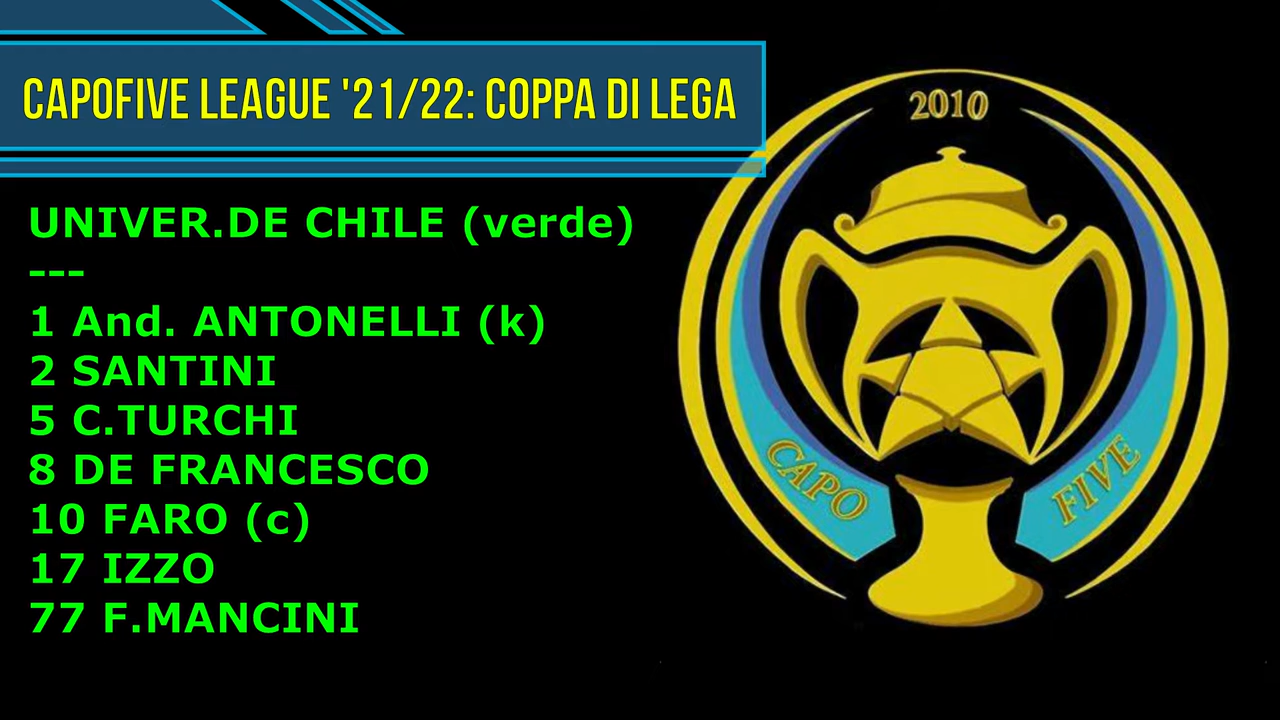 CAPOFIVE LEAGUE '21/22: COPPA DI LEGA
2010
CAPO
FIVE
UNIVER.DE CHILE (verde)
---
1 And. ANTONELLI (k)
2 SANTINI
5 C.TURCHI
8 DE FRANCESCO
10 FARO (c)
17 IZZO
77 F.MANCINI